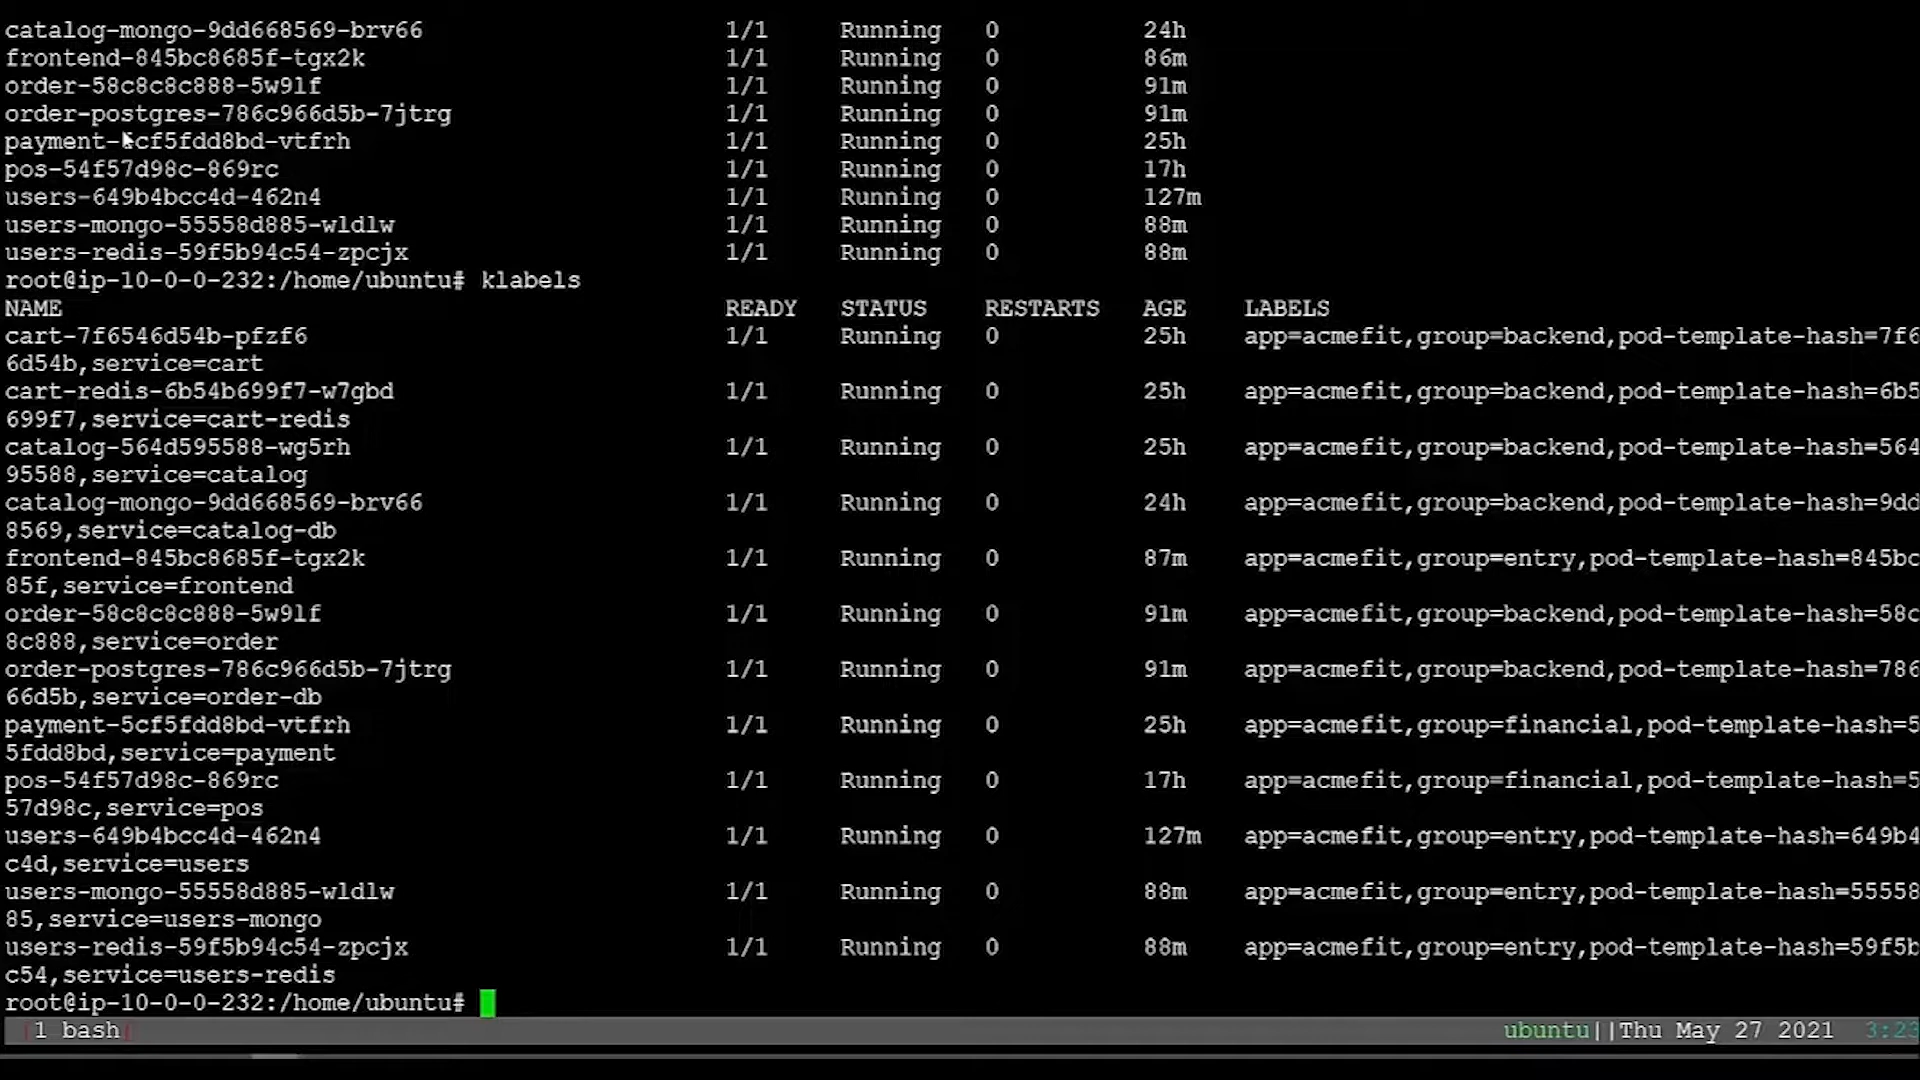 catalog-mongo-9dd668569-brv66 1/1 Running 0 24h
frontend-845bc8685f-tgx2k 1/1 Running 0 86m
order-58c8c8c888-5w9lf 1/1 Running 0 91m
order-postgres-786c966d5b-7jtrg 1/1 Running 0 91m
payment-5cf5fdd8bd-vtfrh 1/1 Running 0 25h
pos-54f57d98c-869rc 1/1 Running 0 17h
users-649b4bcc4d-462n4 1/1 Running 0 127m
users-mongo-55558d885-wldlw 1/1 Running 0 88m
users-redis-59f5b94c54-zpcjx 1/1 Running 0 88m
root@ip-10-0-0-232:/home/ubuntu# klabels
NAME READY STATUS RESTARTS AGE LABELS
cart-7f6546d54b-pfzf6 1/1 Running 0 25h app=acmefit,group=backend,pod-template-hash=7f6
6d54b,service=cart
cart-redis-6b54b699f7-w7gbd 1/1 Running 0 25h app=acmefit,group=backend,pod-template-hash=6b5
699f7,service=cart-redis
catalog-564d595588-wg5rh 1/1 Running 0 25h app=acmefit,group=backend,pod-template-hash=564
95588,service=catalog
catalog-mongo-9dd668569-brv66 1/1 Running 0 24h app=acmefit,group=backend,pod-template-hash=9dd
8569,service=catalog-db
frontend-845bc8685f-tgx2k 1/1 Running 0 87m app=acmefit,group=entry,pod-template-hash=845bc
85f,service=frontend
order-58c8c8c888-5w9lf 1/1 Running 0 91m app=acmefit,group=backend,pod-template-hash=58c
8c888,service=order
order-postgres-786c966d5b-7jtrg 1/1 Running 0 91m app=acmefit,group=backend,pod-template-hash=786
66d5b,service=order-db
payment-5cf5fdd8bd-vtfrh 1/1 Running 0 25h app=acmefit,group=financial,pod-template-hash=5
5fdd8bd,service=payment
pos-54f57d98c-869rc 1/1 Running 0 17h app=acmefit,group=financial,pod-template-hash=5
57d98c,service=pos
users-649b4bcc4d-462n4 1/1 Running 0 127m app=acmefit,group=entry,pod-template-hash=649b4
c4d,service=users
users-mongo-55558d885-wldlw 1/1 Running 0 88m app=acmefit,group=entry,pod-template-hash=55558
85,service=users-mongo
users-redis-59f5b94c54-zpcjx 1/1 Running 0 88m app=acmefit,group=entry,pod-template-hash=59f5b
c54,service=users-redis
root@ip-10-0-0-232:/home/ubuntu#
1 bash ubuntu||Thu May 27 2021 3:23